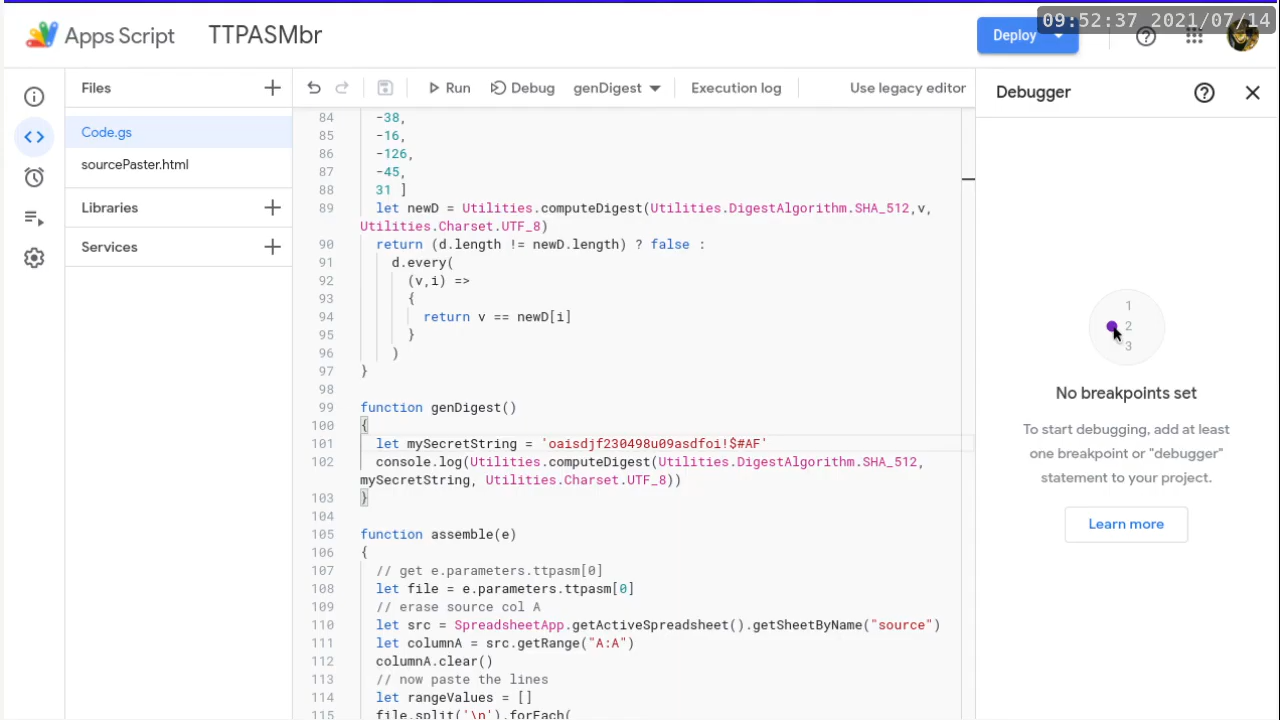 09:52:37 2021/07/14
Apps Script
TTPASMbr
Deploy
Files
Code.gs
sourcePaster.html
Libraries
Services
Run
Debug
genDigest
Execution log
Use legacy editor
84 -38,
85 -16,
86 -126,
87 -45,
88 31 ]
89 let newD = Utilities.computeDigest(Utilities.DigestAlgorithm.SHA_512,v,
Utilities.Charset.UTF_8)
90 return (d.length != newD.length) ? false :
91 d.every(
92 (v,i) =>
93 {
94 return v == newD[i]
95 }
96 )
97 }
98
99 function genDigest()
100 {
101 let mySecretString = 'oaisdjf230498u09asdfoi!$#AF'
102 console.log(Utilities.computeDigest(Utilities.DigestAlgorithm.SHA_512,
mySecretString, Utilities.Charset.UTF_8))
103 }
104
105 function assemble(e)
106 {
107 // get e.parameters.ttpasm[0]
108 let file = e.parameters.ttpasm[0]
109 // erase source col A
110 let src = SpreadsheetApp.getActiveSpreadsheet().getSheetByName("source")
111 let columnA = src.getRange("A:A")
112 columnA.clear()
113 // now paste the lines
114 let rangeValues = []
115 file.split('\n').forEach(
Debugger
1
2
3
No breakpoints set
To start debugging, add at least
one breakpoint or "debugger"
statement to your project.
Learn more